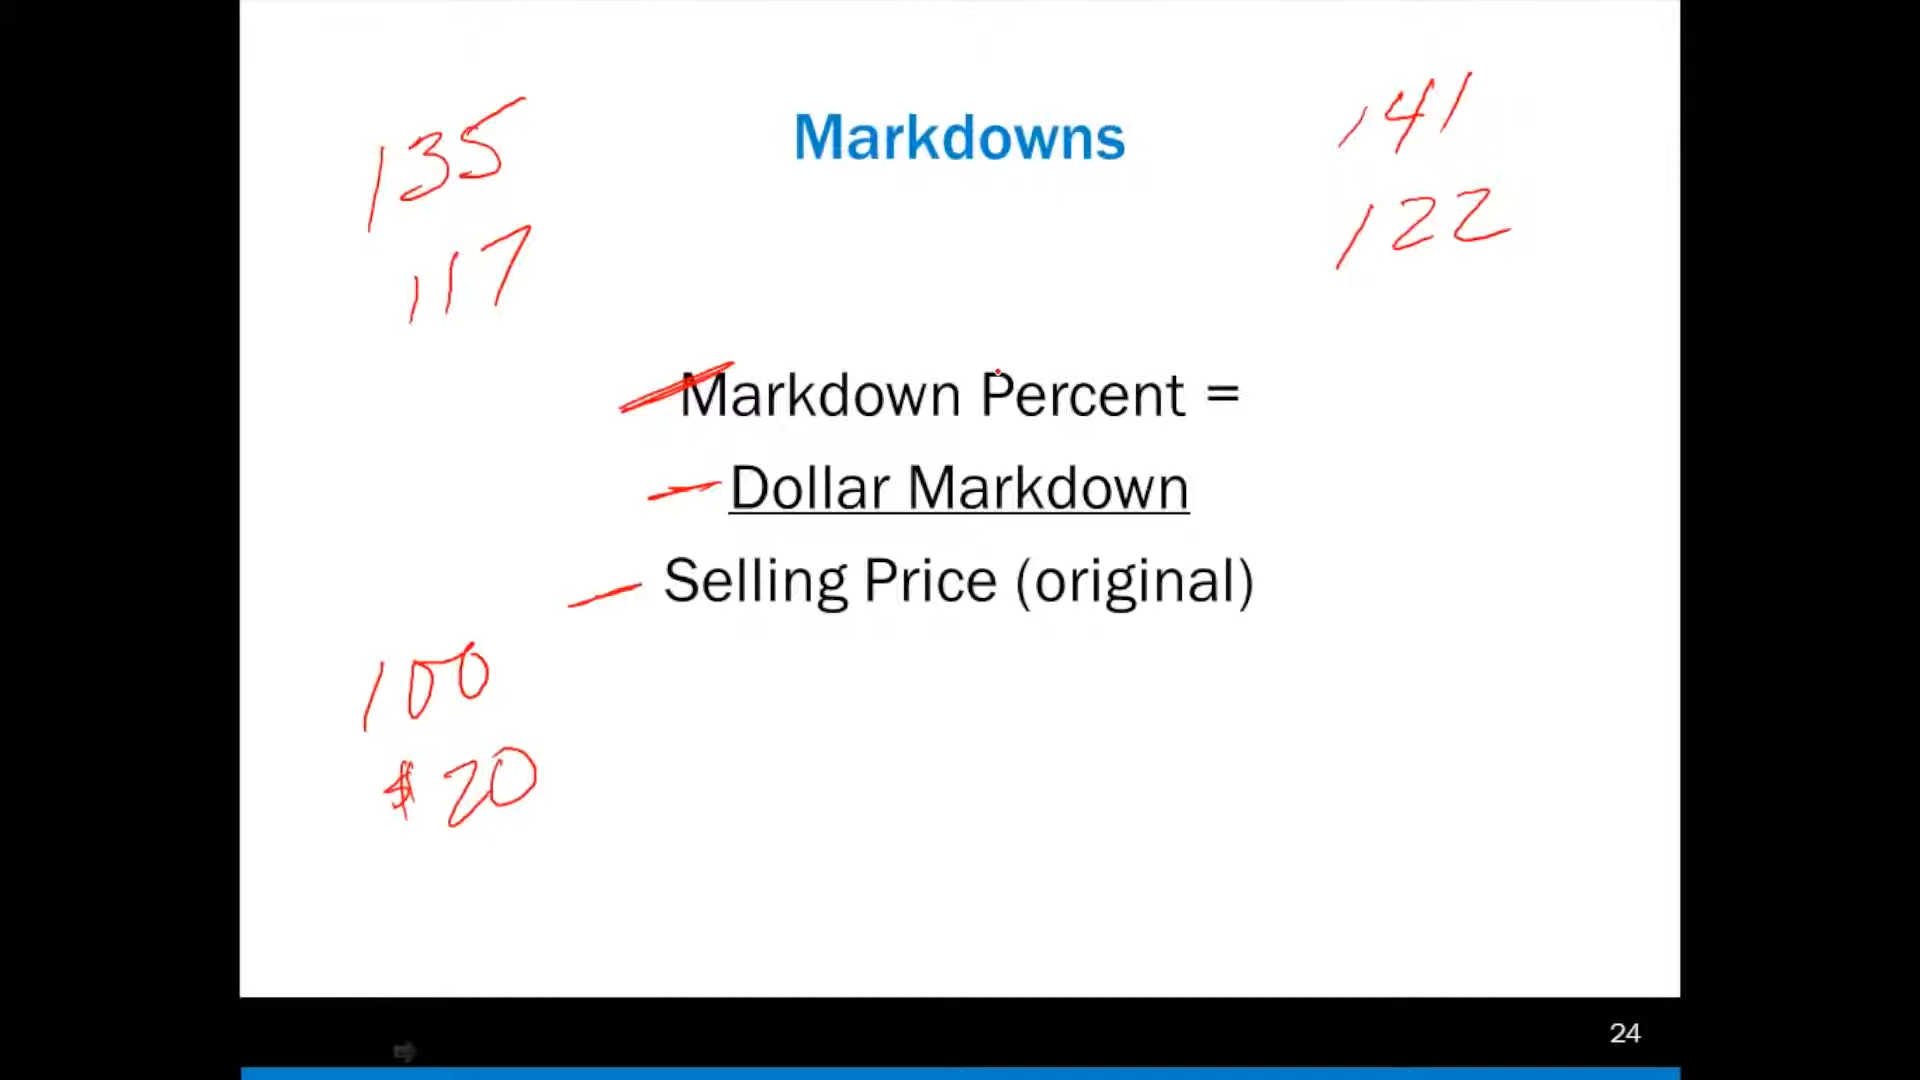 135
117
Markdowns
141
122
Markdown Percent =
Dollar Markdown
Selling Price (original)
100
$20
24